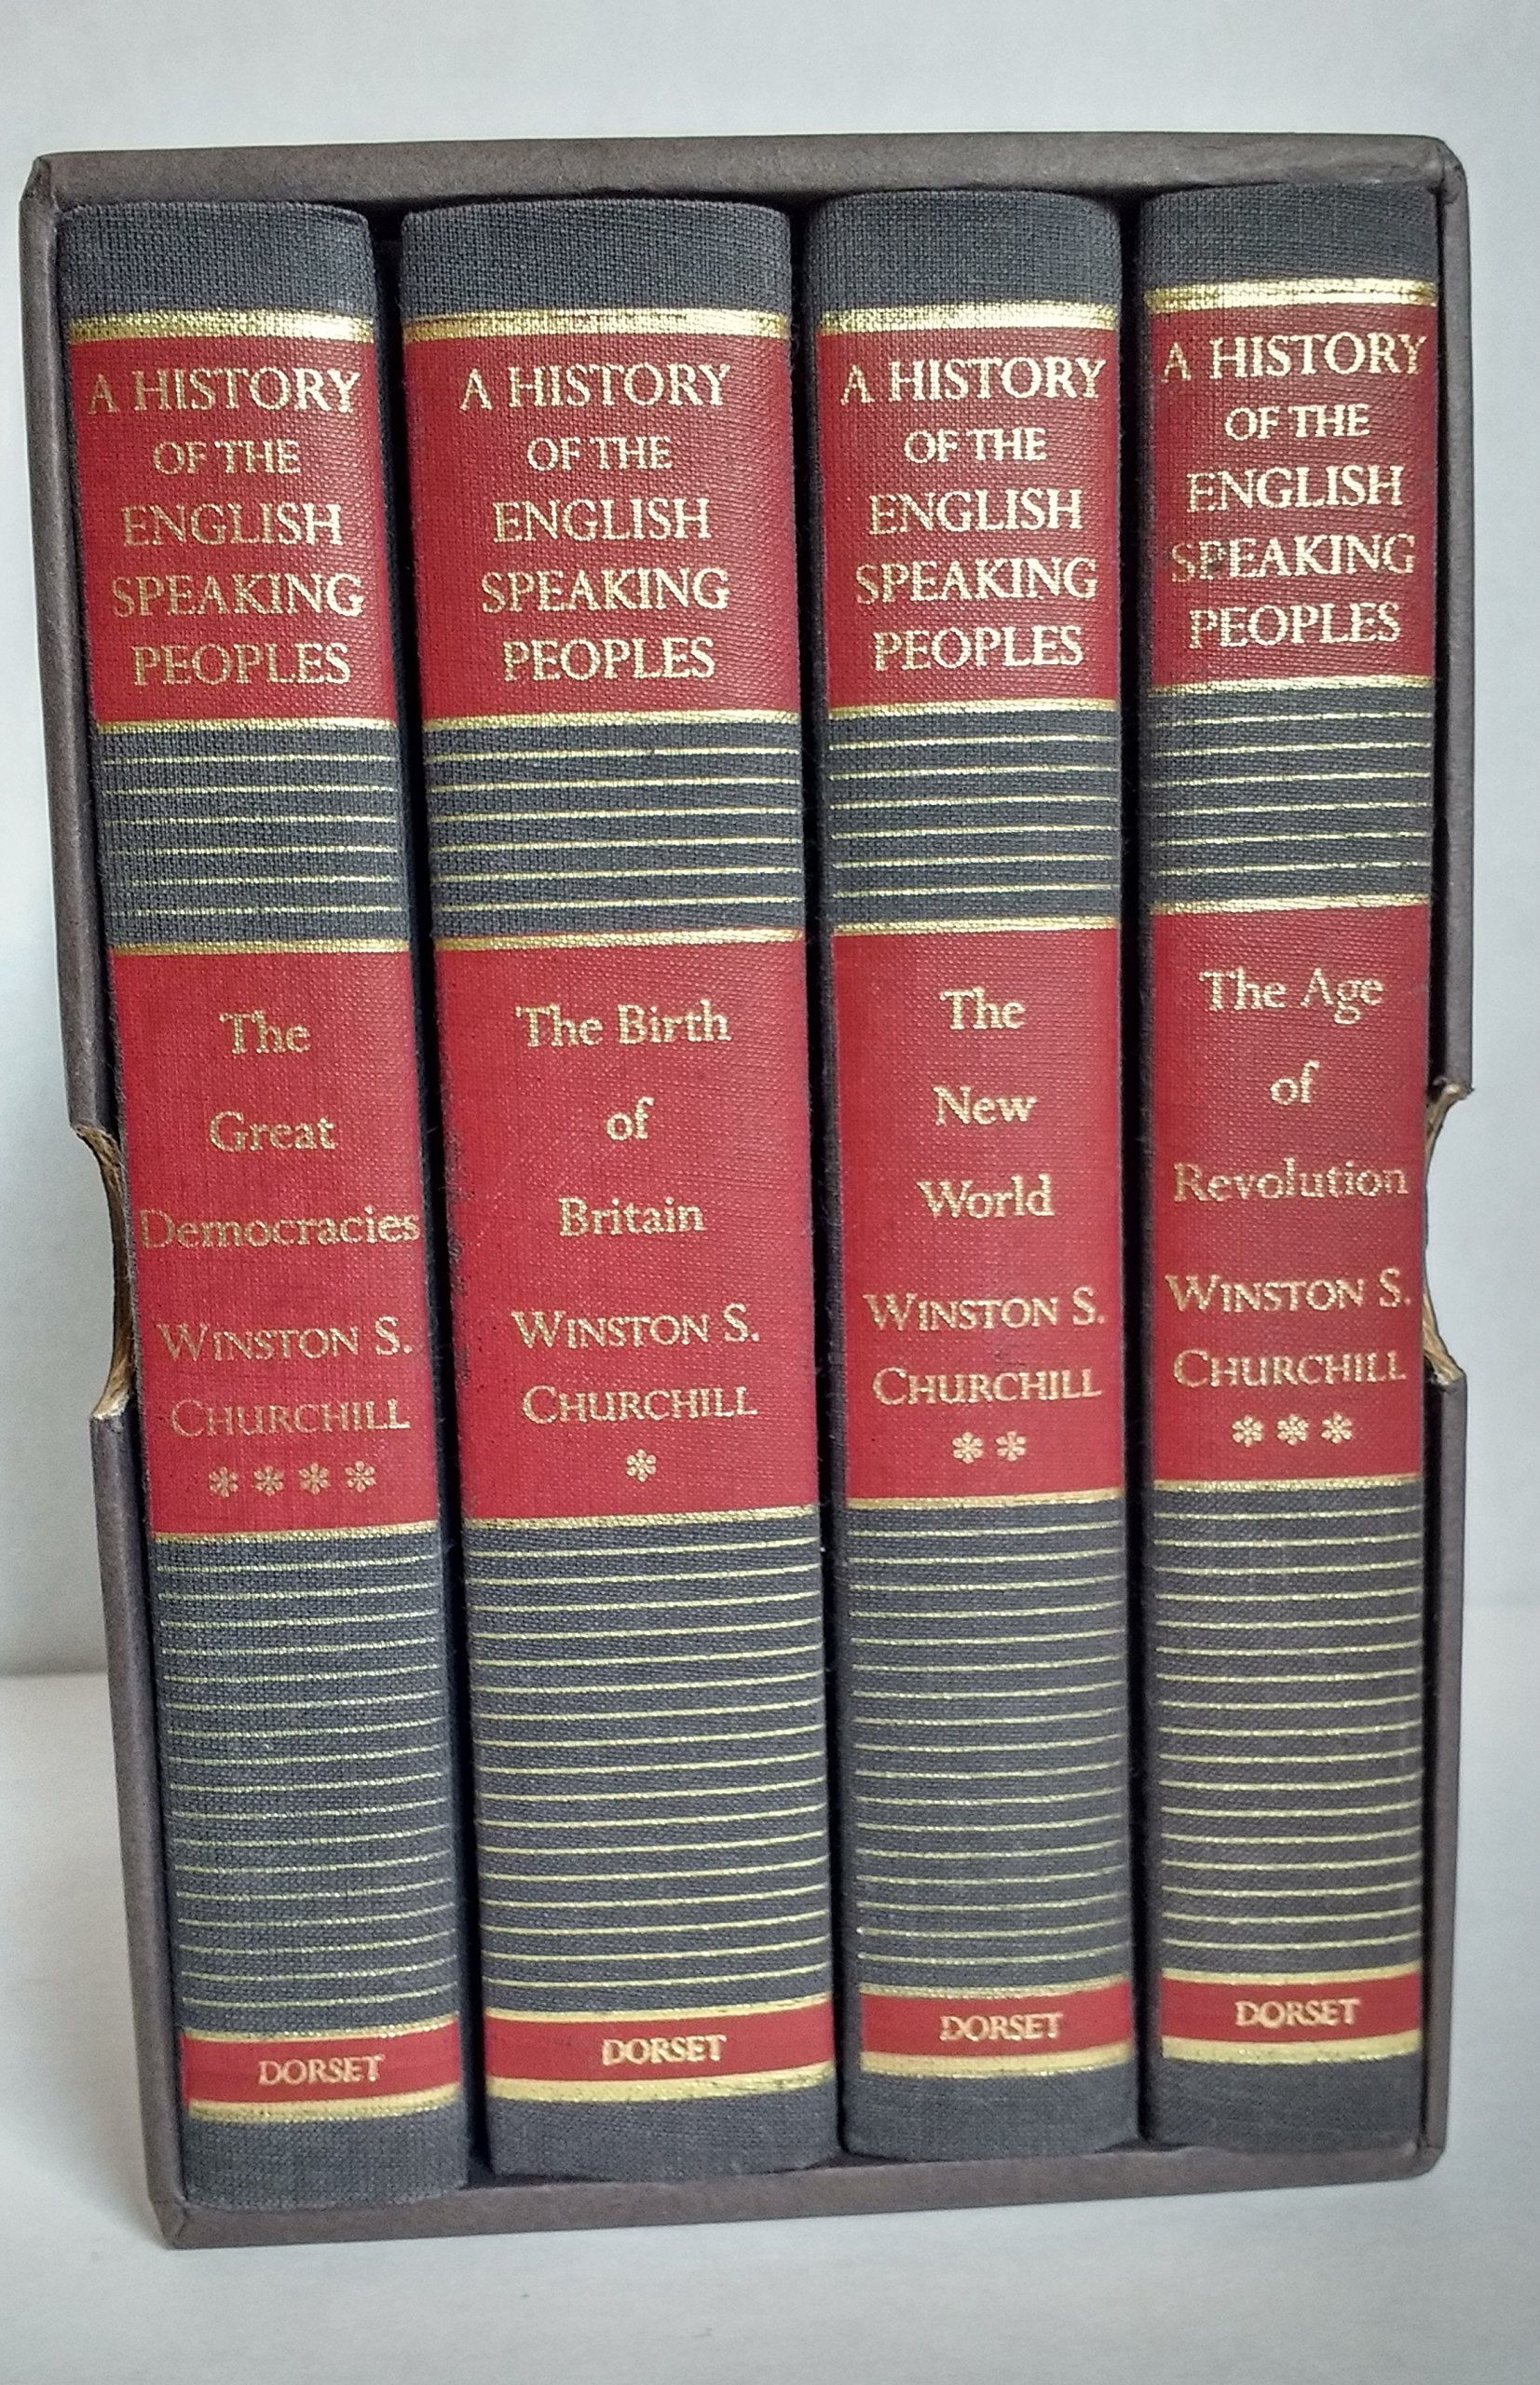 A HISTORY
OF THE
ENGLISH
SPEAKING
PEOPLES
The
Great
Democracies
WINSTON S.
CHURCHILL
****
DORSET
A HISTORY
OF THE
ENGLISH
SPEAKING
PEOPLES
The Birth
of
Britain
WINSTON S.
CHURCHILL
*
DORSET
A HISTORY
OF THE
ENGLISH
SPEAKING
PEOPLES
The
New
World
WINSTON S.
CHURCHILL
**
DORSET
A HISTORY
OF THE
ENGLISH
SPEAKING
PEOPLES
The Age
of
Revolution
WINSTON S.
CHURCHILL
***
DORSET